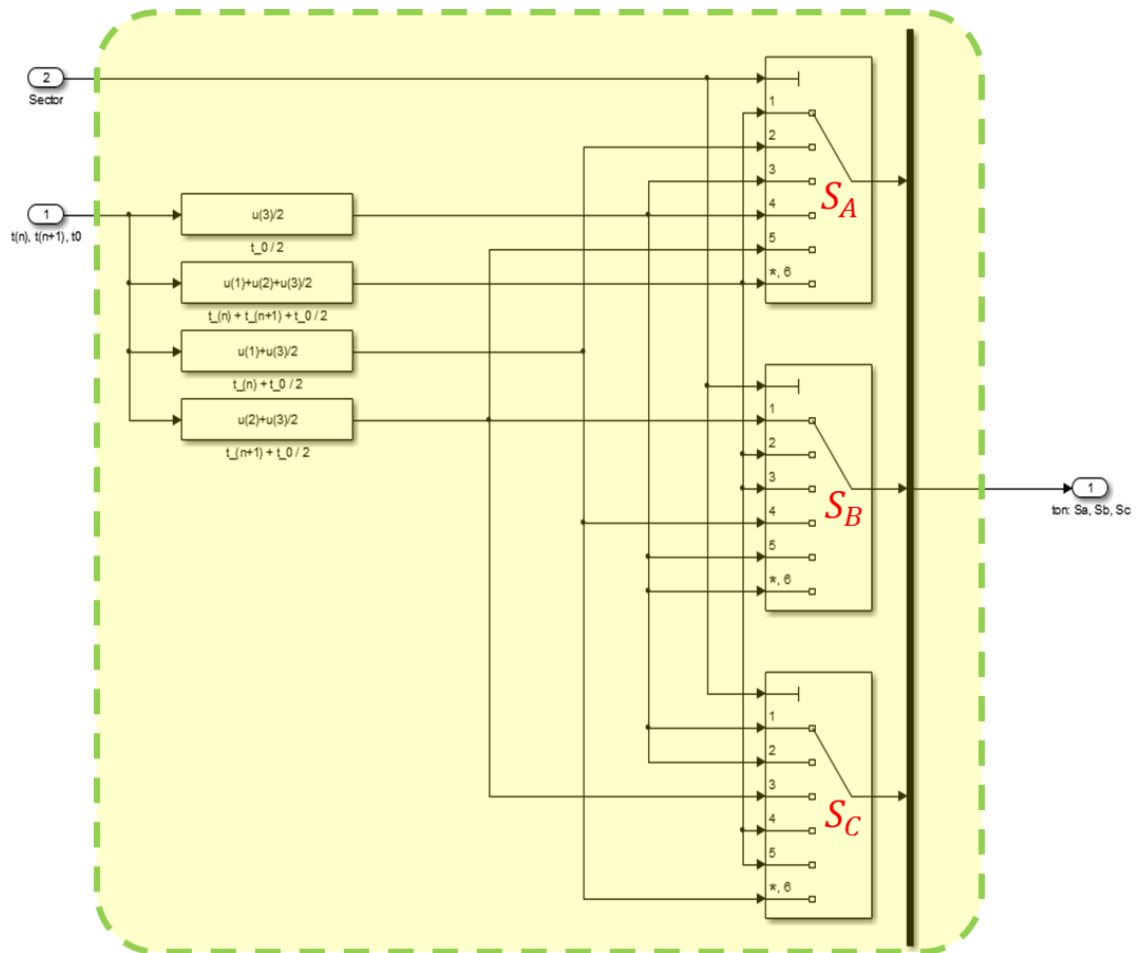 2
Sector
1
t(n), t(n+1), t0
u(3)/2
t_0 / 2
u(1)+u(2)+u(3)/2
t_(n) + t_(n+1) + t_0 / 2
u(1)+u(3)/2
t_(n) + t_0 / 2
u(2)+u(3)/2
t_(n+1) + t_0 / 2
1
2
3
4
5
*, 6
S_A
1
2
3
4
5
*, 6
S_B
1
2
3
4
5
*, 6
S_C
1
ton: Sa, Sb, Sc